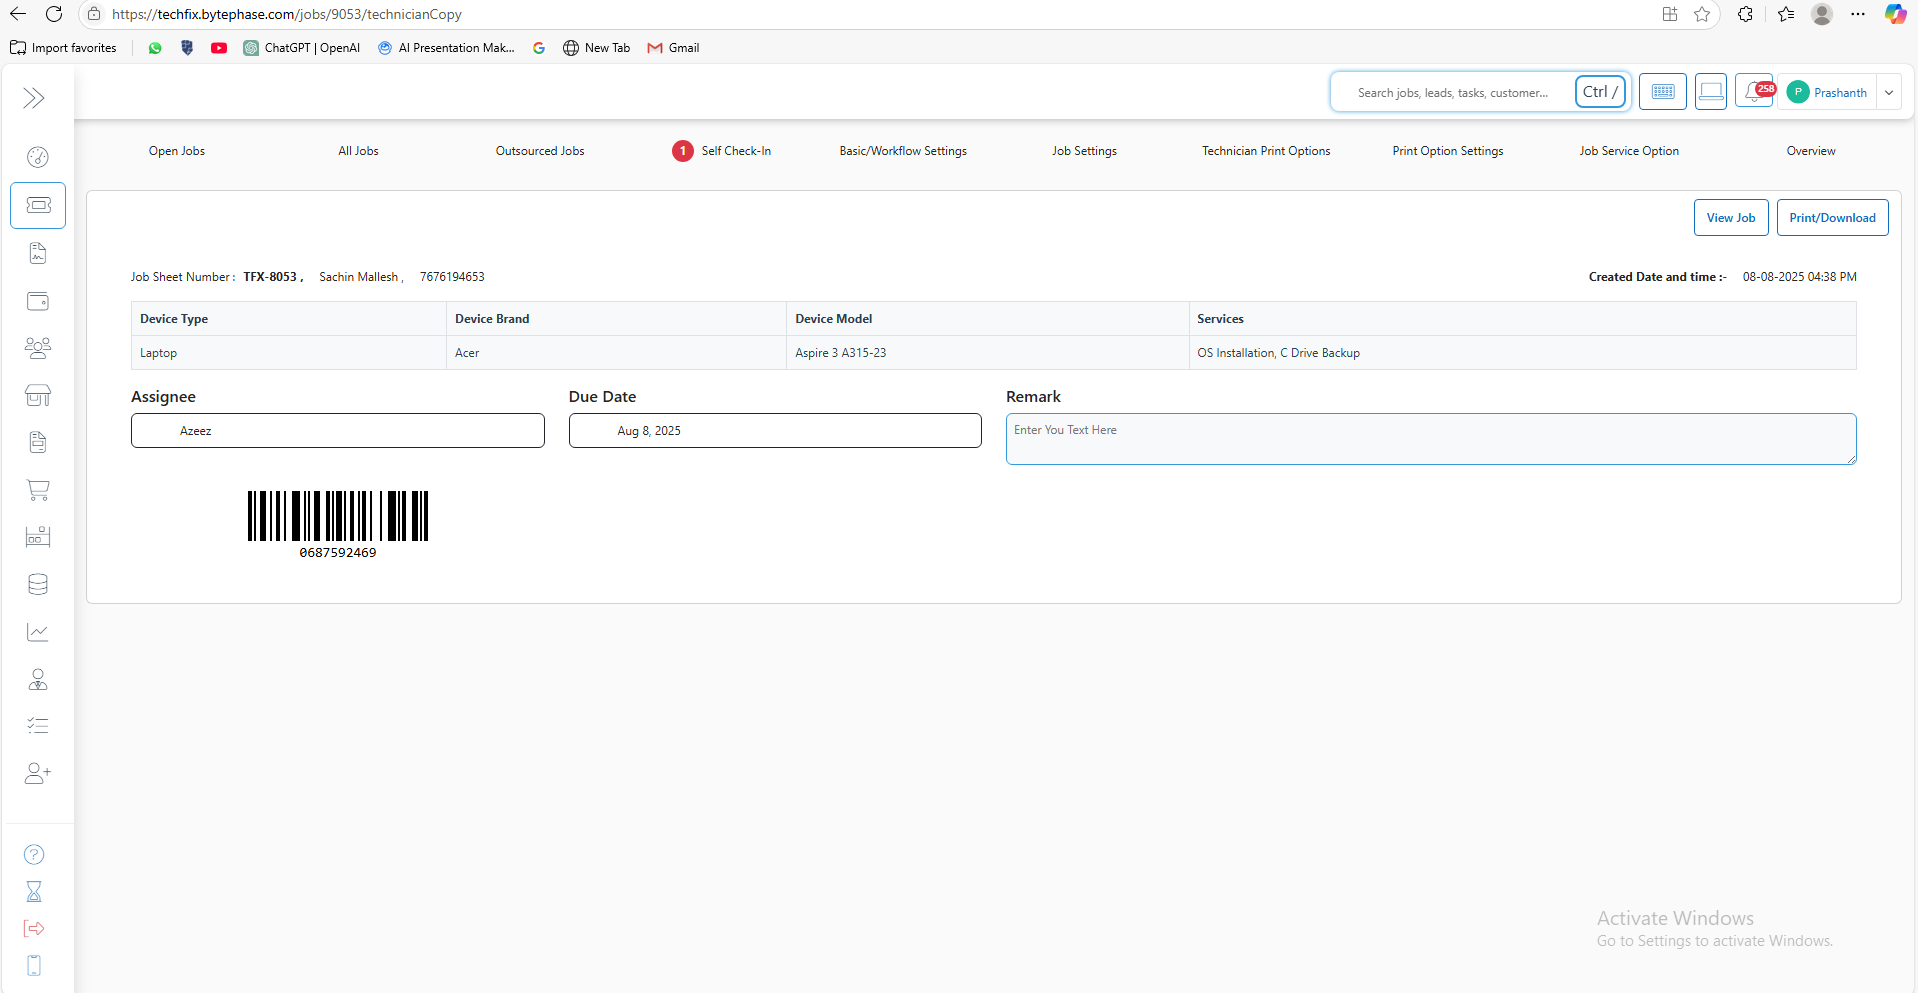 https://techfix.bytephase.com/jobs/9053/technicianCopy
Import favorites ChatGPT | OpenAI AI Presentation Mak... New Tab Gmail
Search jobs, leads, tasks, customer... Ctrl / 258 P Prashanth
Open Jobs All Jobs Outsourced Jobs 1 Self Check-In Basic/Workflow Settings Job Settings Technician Print Options Print Option Settings Job Service Option Overview
View Job Print/Download
Job Sheet Number : TFX-8053 , Sachin Mallesh , 7676194653 Created Date and time :- 08-08-2025 04:38 PM
Device Type Device Brand Device Model Services
Laptop Acer Aspire 3 A315-23 OS Installation, C Drive Backup
Assignee Due Date Remark
Azeez Aug 8, 2025 Enter You Text Here
0687592469
Activate Windows
Go to Settings to activate Windows.